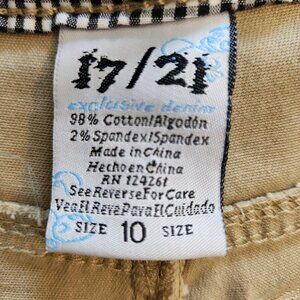 17/21
exclusive denim
98% Cotton/Algodón
2% Spandex/Spandex
Made in China
Hecho en China
RN 124261
See Reverse For Care
Vea El Reve Para El Cuidado
SIZE 10 SIZE